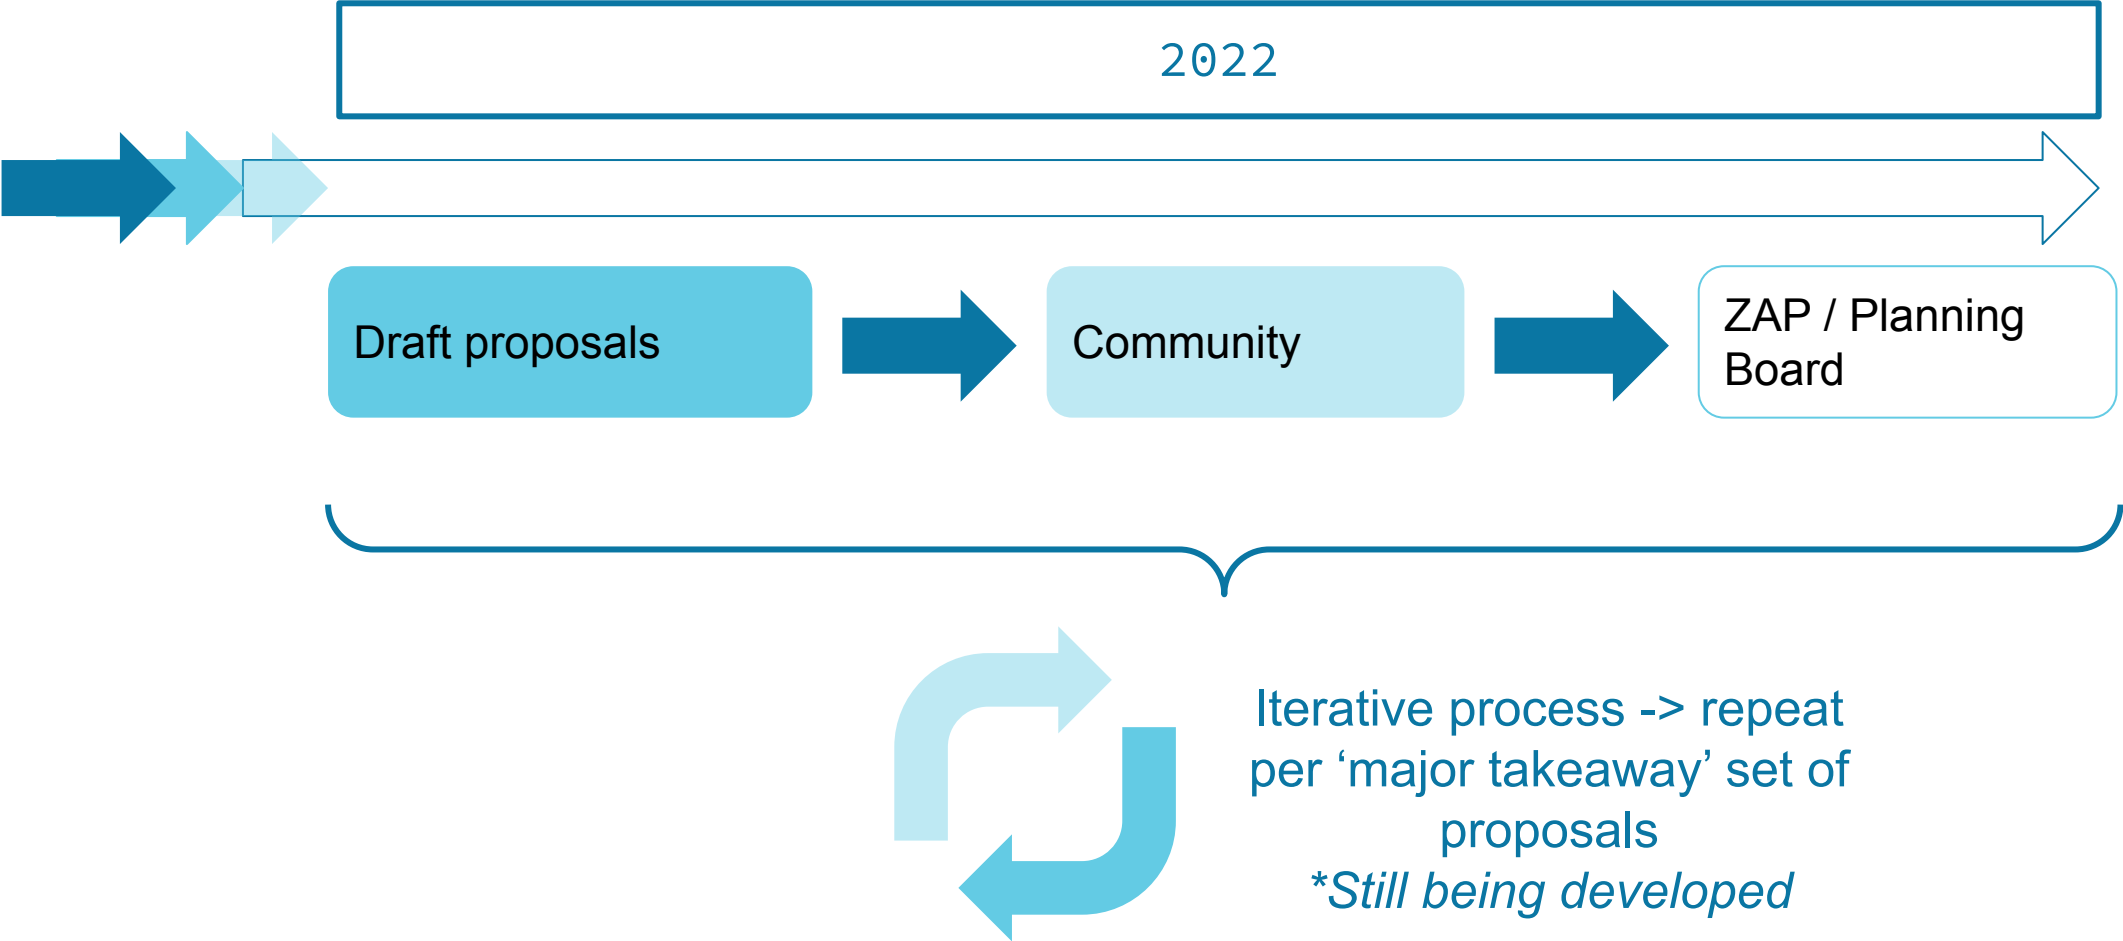 2022
Draft proposals
Community
ZAP / Planning
Board
Iterative process -> repeat
per ‘major takeaway’ set of
proposals
*Still being developed